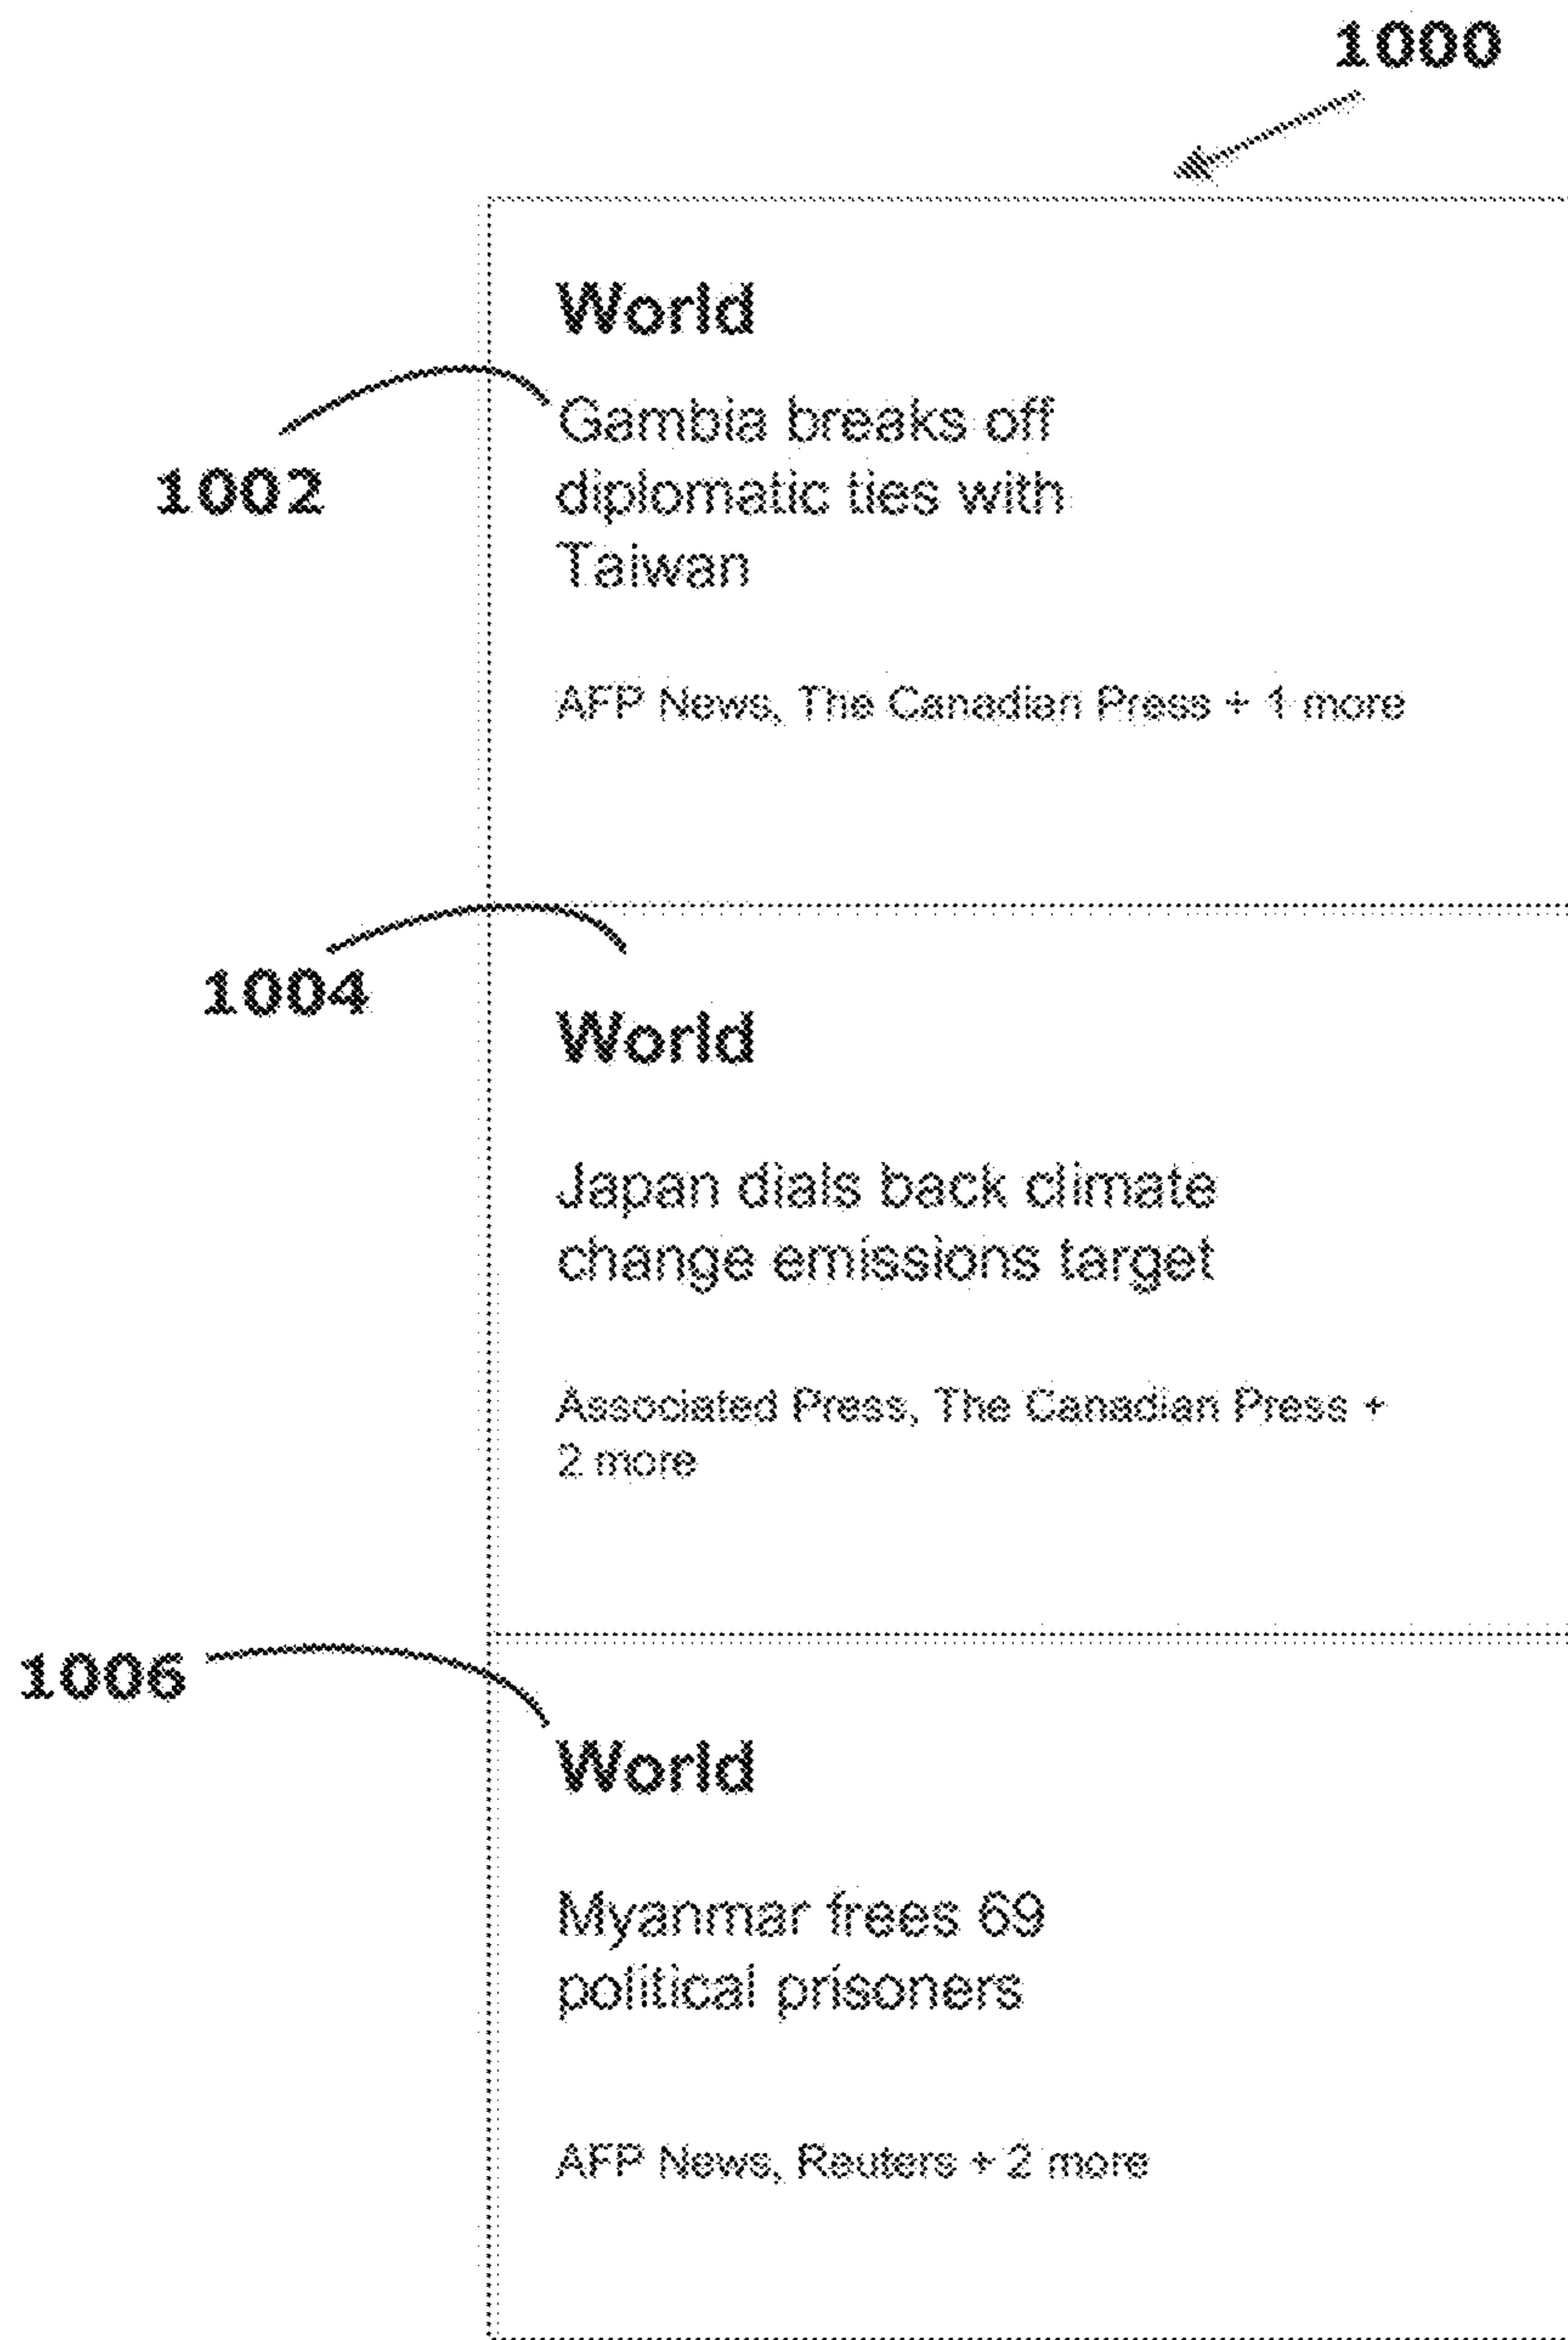 1000
World
1002
Gambia breaks off
diplomatic ties with
Taiwan
AFP News, The Canadian Press + 1 more
1004
World
Japan dials back climate
change emissions target
Associated Press, The Canadian Press +
2 more
1006
World
Myanmar frees 69
political prisoners
AFP News, Reuters + 2 more